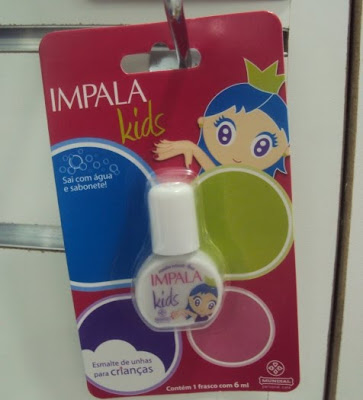 IMPALA
kids
Sai com água
e sabonete!
IMPALA
kids
Esmalte de unhas
para crianças
Contém 1 frasco com 6 ml
MUNDIAL